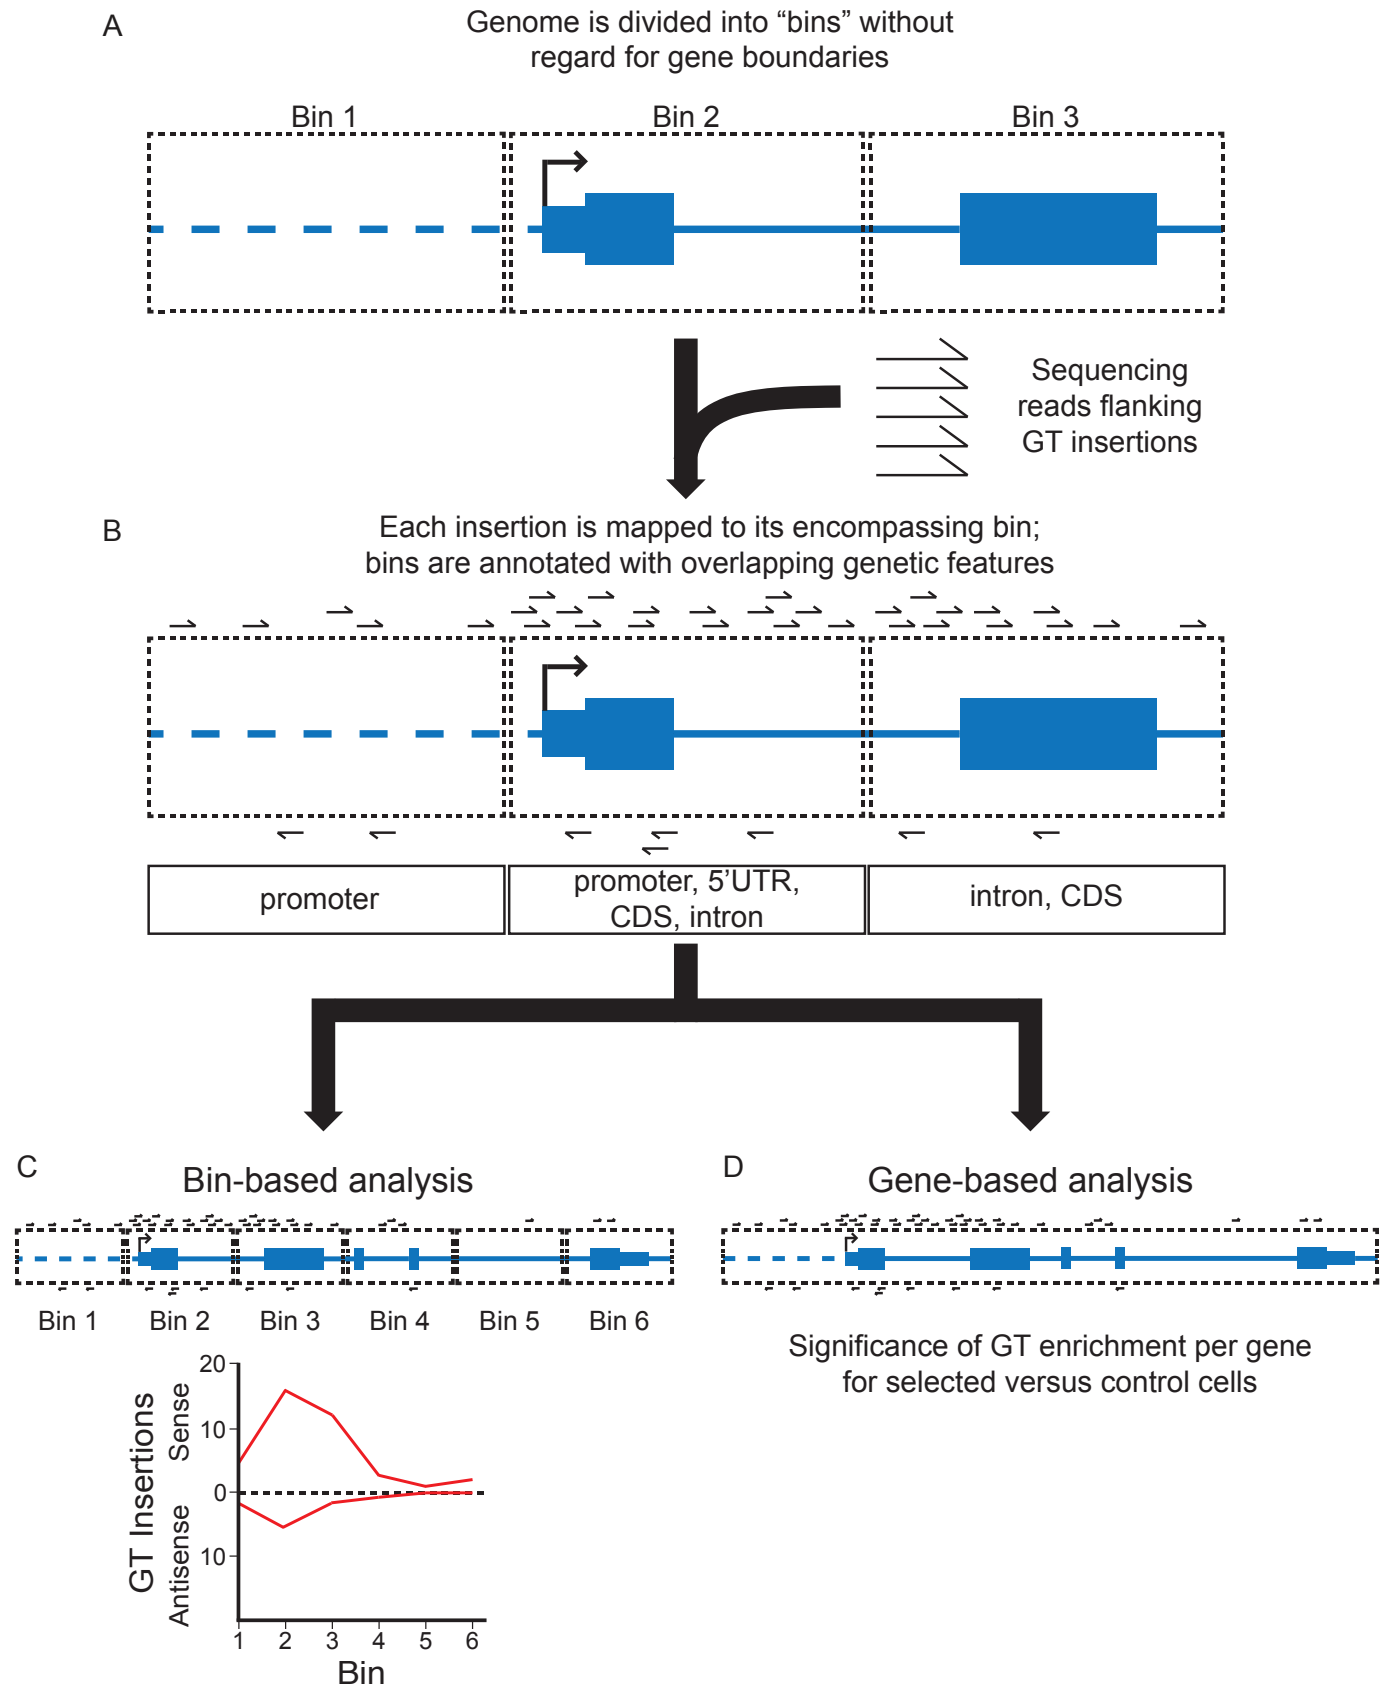 A
Genome is divided into “bins” without
regard for gene boundaries
Bin 1
Bin 2
Bin 3
Sequencing
reads flanking
GT insertions
B
Each insertion is mapped to its encompassing bin;
bins are annotated with overlapping genetic features
promoter
promoter, 5’UTR,
CDS, intron
intron, CDS
C
Bin-based analysis
Bin 1
Bin 2
Bin 3
Bin 4
Bin 5
Bin 6
GT Insertions
Sense
Antisense
20
10
0
10
1
2
3
4
5
6
Bin
D
Gene-based analysis
Significance of GT enrichment per gene
for selected versus control cells